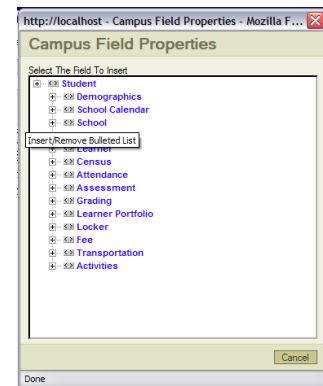 http://localhost - Campus Field Properties - Mozilla F...
Campus Field Properties
Select The Field To Insert
Student
Demographics
School Calendar
School
Insert/Remove Bulleted List
Learner
Census
Attendance
Assessment
Grading
Learner Portfolio
Locker
Fee
Transportation
Activities
Cancel
Done